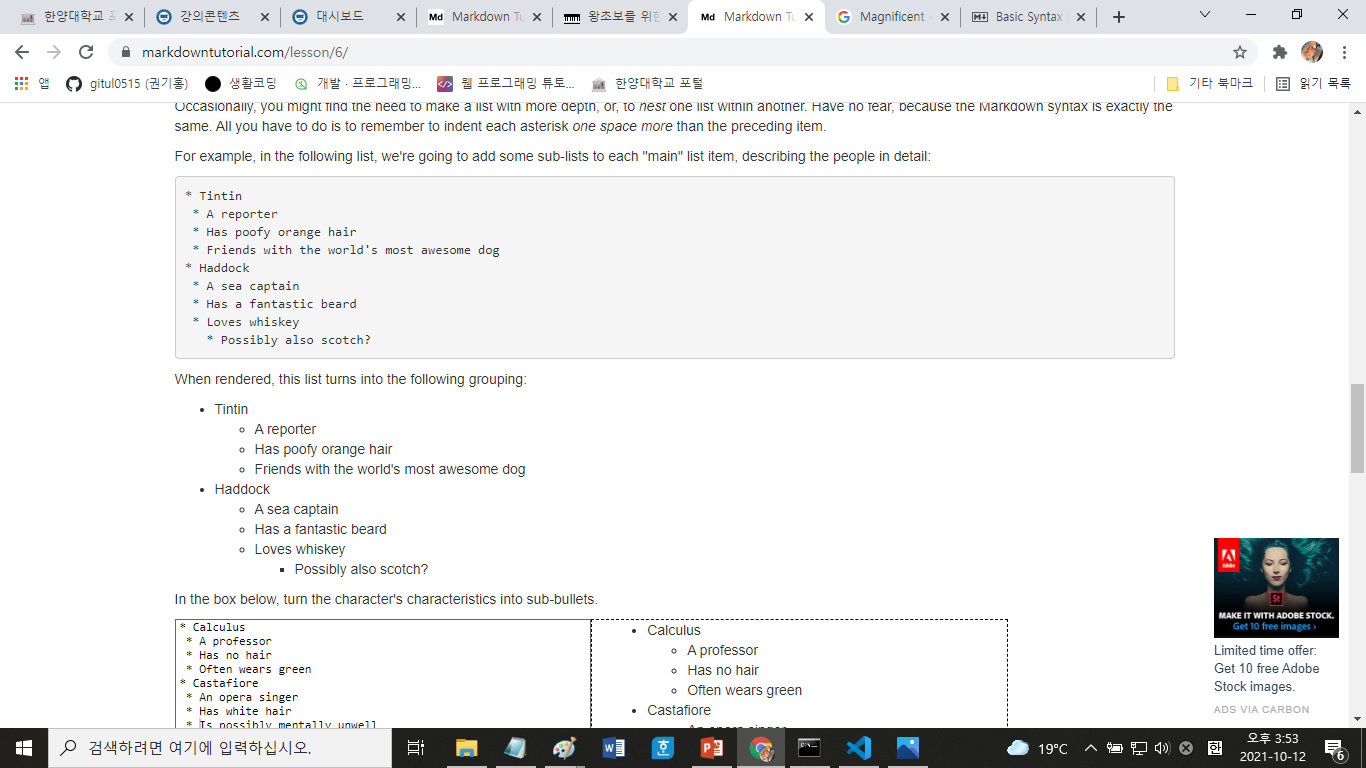 한양대학교 포
강의콘텐츠
대시보드
Md Markdown Tu
왕초보를 위한
Md Markdown Tu
Magnificent -
Basic Syntax
markdowntutorial.com/lesson/6/
앱
gitul0515 (권기홍)
생활코딩
개발 · 프로그래밍...
웹 프로그래밍 튜토...
한양대학교 포털
기타 북마크
읽기 목록
Occasionally, you might find the need to make a list with more depth, or, to nest one list within another. Have no fear, because the Markdown syntax is exactly the
same. All you have to do is to remember to indent each asterisk one space more than the preceding item.
For example, in the following list, we're going to add some sub-lists to each "main" list item, describing the people in detail:
* Tintin
* A reporter
* Has poofy orange hair
* Friends with the world's most awesome dog
* Haddock
* A sea captain
* Has a fantastic beard
* Loves whiskey
* Possibly also scotch?
When rendered, this list turns into the following grouping:
• Tintin
◦ A reporter
◦ Has poofy orange hair
◦ Friends with the world's most awesome dog
• Haddock
◦ A sea captain
◦ Has a fantastic beard
◦ Loves whiskey
▪ Possibly also scotch?
In the box below, turn the character's characteristics into sub-bullets.
* Calculus
* A professor
* Has no hair
* Often wears green
* Castafiore
* An opera singer
* Has white hair
* Is possibly mentally unwell
• Calculus
◦ A professor
◦ Has no hair
◦ Often wears green
• Castafiore
◦ An opera singer
Adobe
St
MAKE IT WITH ADOBE STOCK.
Get 10 free images ›
Limited time offer:
Get 10 free Adobe
Stock images.
ADS VIA CARBON
검색하려면 여기에 입력하십시오.
19°C
한
오후 3:53
2021-10-12
6